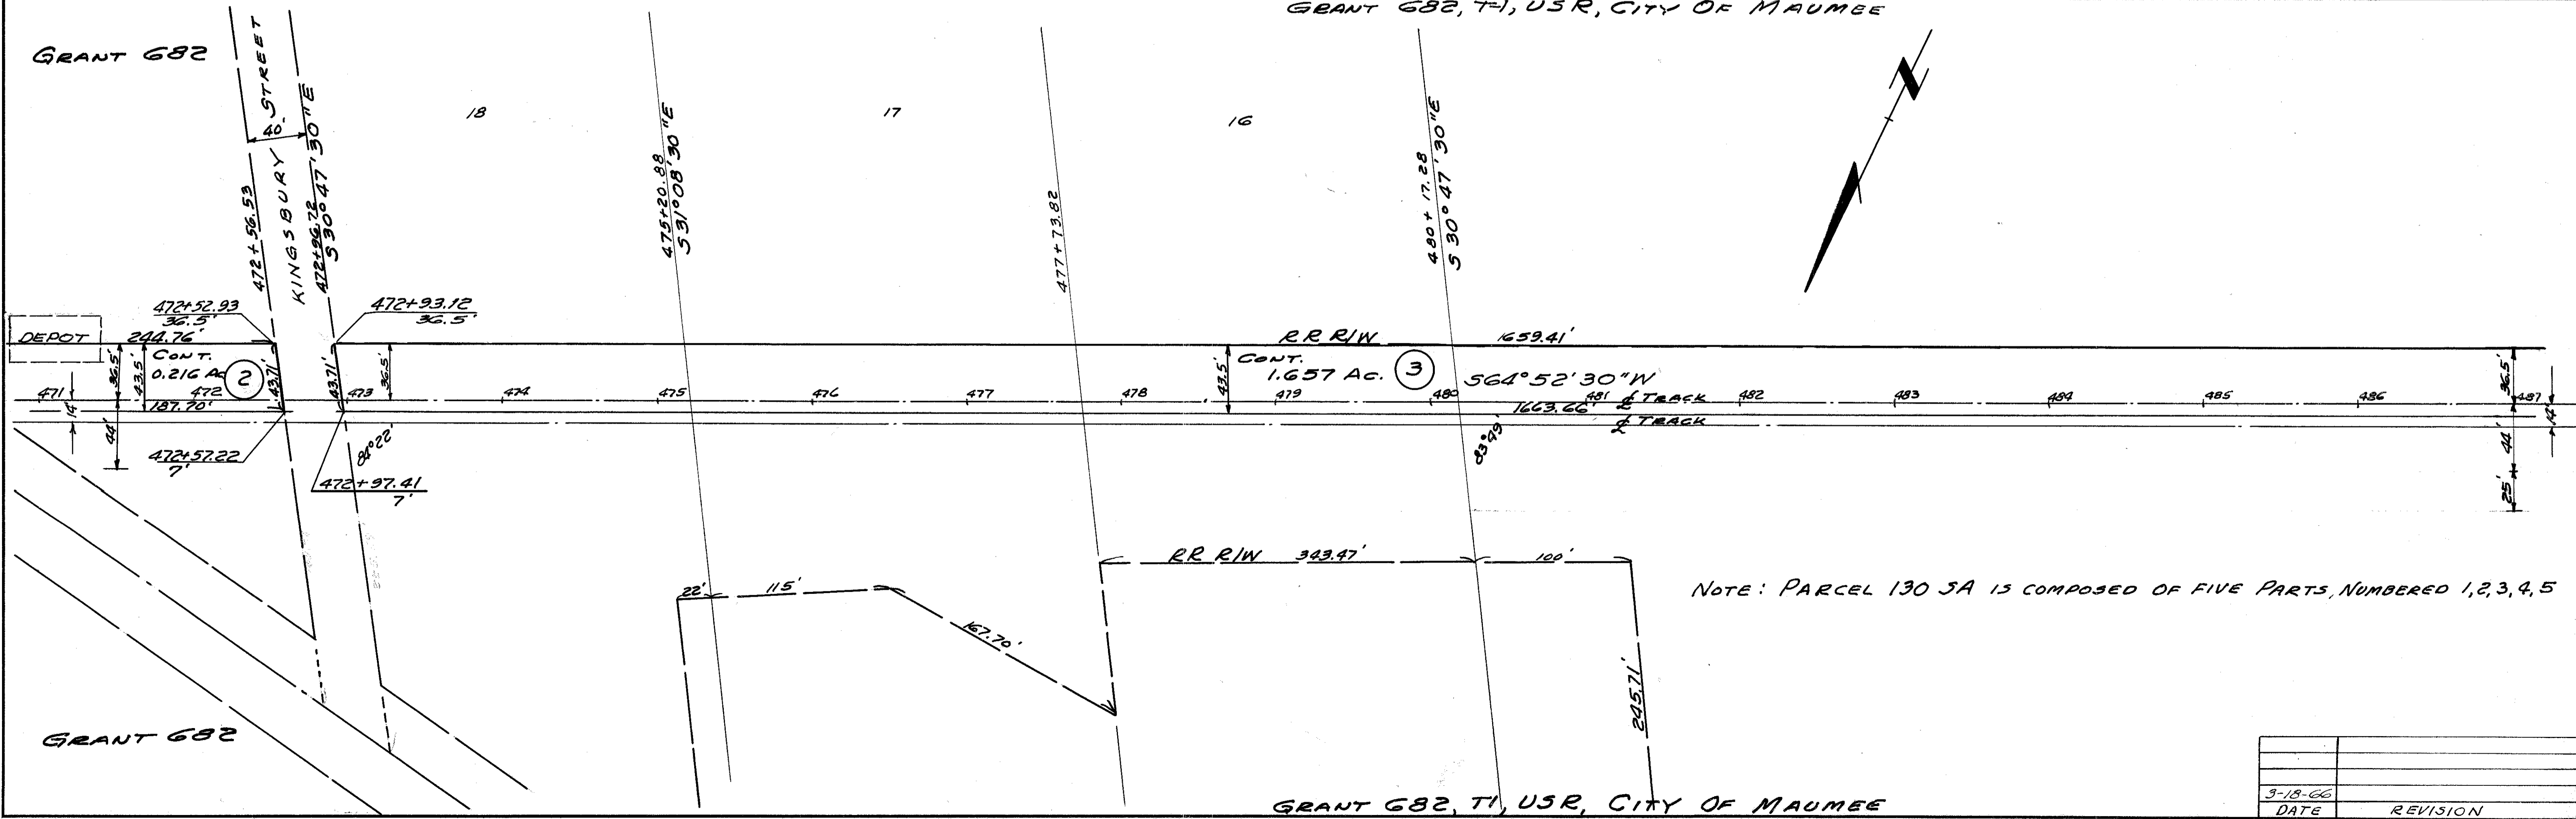 GRANT 682, T-1, USR, CITY OF MAUMEE
GRANT 682
STREET
40
KINGSBURY
472+56.53
472+96.72
S 30° 47' 30" E
18
475+20.88
S 31° 08' 30" E
17
477+73.82
16
480+17.28
S 30° 47' 30" E
N
472+52.93
36.5'
472+93.12
36.5'
DEPOT
244.76'
RR R/W
1659.41'
36.5'
43.5'
CONT.
0.216 Ac
2
43.71'
43.71'
36.5'
43.5'
CONT.
1.657 Ac.
3
S64°52'30"W
36.5'
471
472
473
474
475
476
477
478
479
480
481
℄ TRACK
482
483
484
485
486
487
14'
187.70'
1663.66'
℄ TRACK
14'
44'
84°22'
83°49'
44'
472+57.22
7'
472+97.41
7'
25'
RR R/W 343.47'
100'
22'
115'
167.70'
245.71'
NOTE: PARCEL 130 SA IS COMPOSED OF FIVE PARTS, NUMBERED 1,2,3,4,5
GRANT 682
GRANT 682, T1, USR, CITY OF MAUMEE
3-18-66
DATE
REVISION